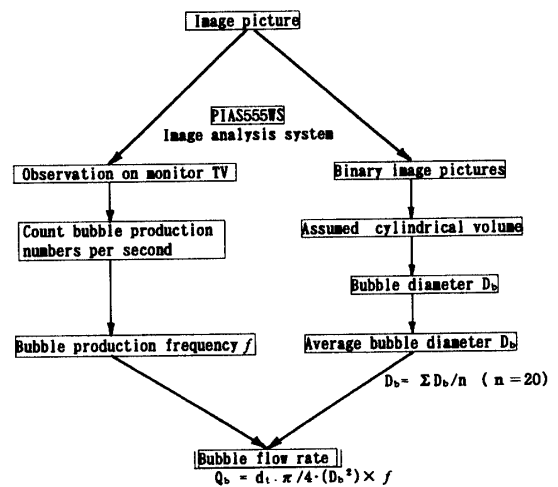 Image picture
PIAS555WS
Image analysis system
Observation on monitor TV
Binary image pictures
Count bubble production
numbers per second
Assumed cylindrical volume
Bubble diameter D_b
Bubble production frequency f
Average bubble diameter D_b
D_b= ΣD_b/n (n=20)
Bubble flow rate
Q_b = d_t.π/4·(D_b²)× f